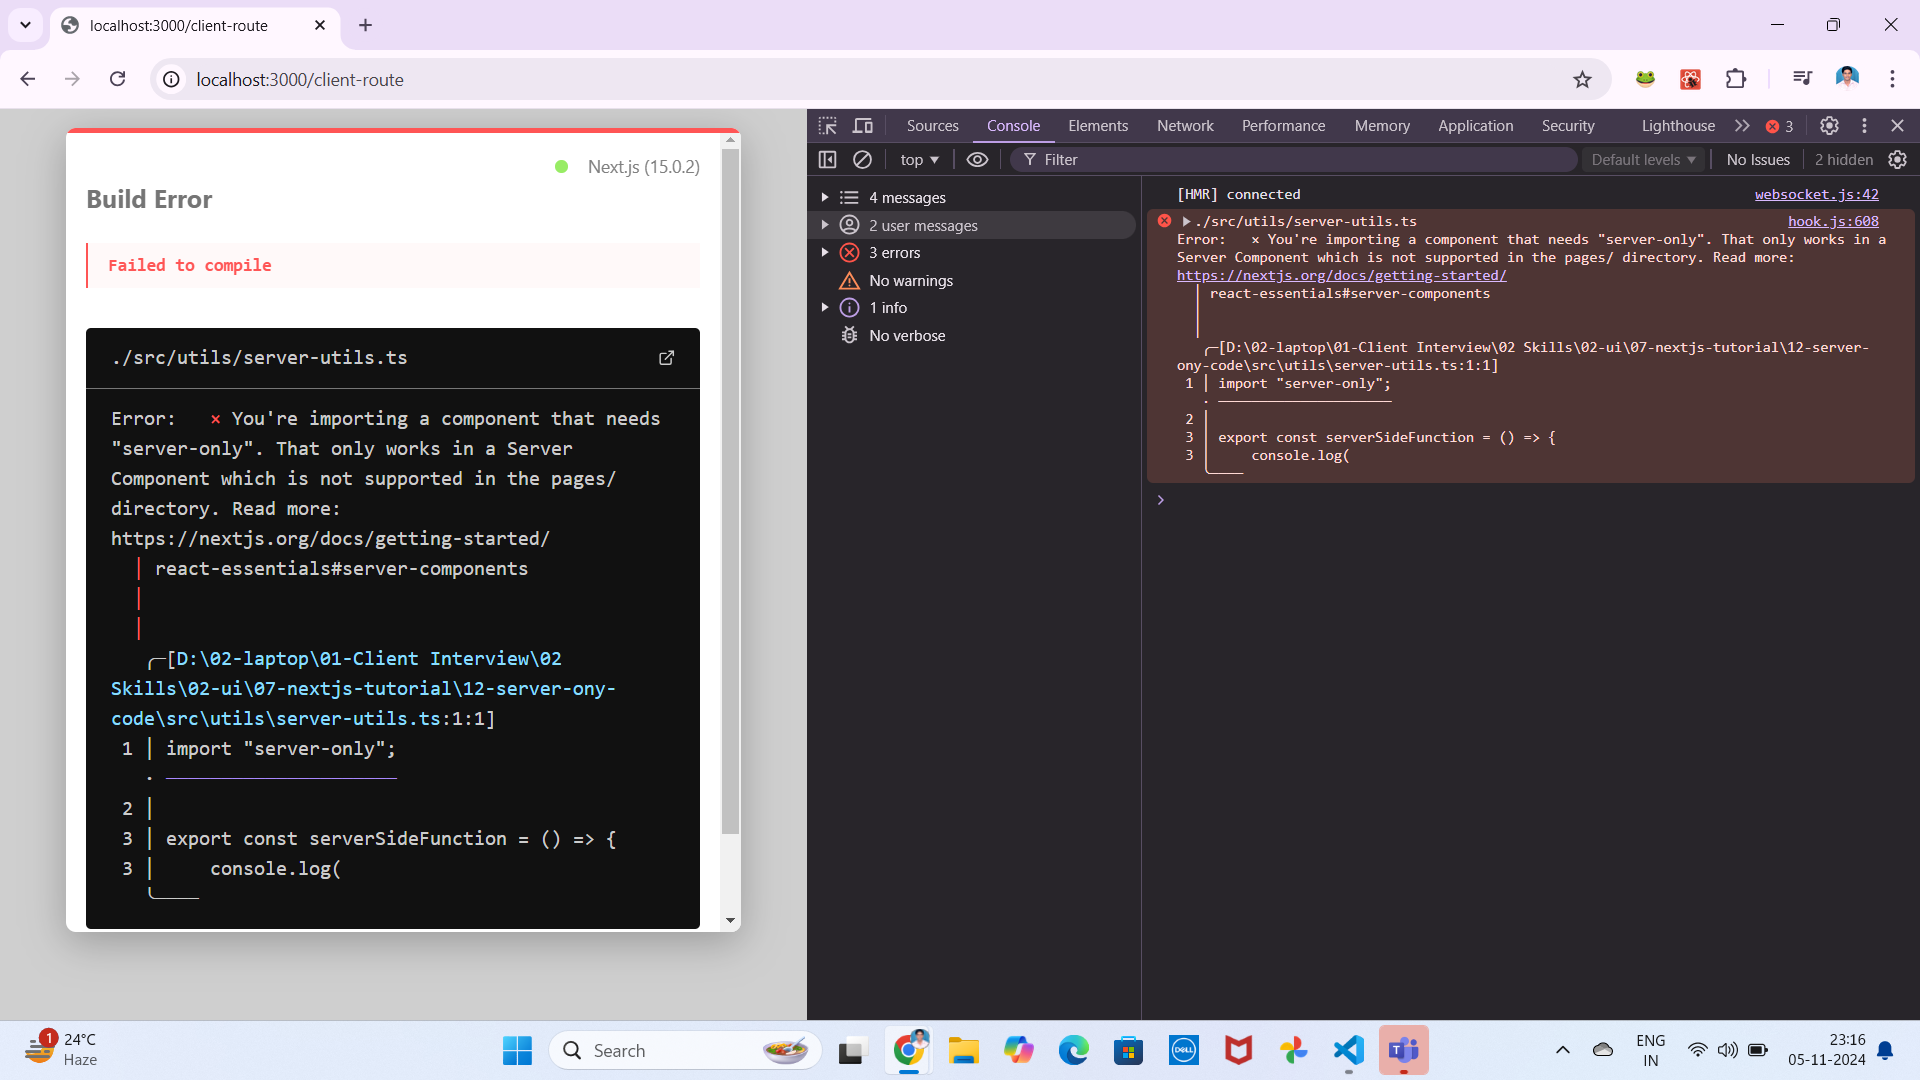 localhost:3000/client-route
localhost:3000/client-route
Next.js (15.0.2)
Build Error
Failed to compile
./src/utils/server-utils.ts
Error:   × You're importing a component that needs
"server-only". That only works in a Server
Component which is not supported in the pages/
directory. Read more:
https://nextjs.org/docs/getting-started/
│ react-essentials#server-components
│
│
╭─[D:\02-laptop\01-Client Interview\02
Skills\02-ui\07-nextjs-tutorial\12-server-ony-
code\src\utils\server-utils.ts:1:1]
1 │ import "server-only";
· ─────────────────────
2 │
3 │ export const serverSideFunction = () => {
3 │     console.log(
╰────
Sources Console Elements Network Performance Memory Application Security Lighthouse 3
top Filter Default levels No Issues 2 hidden
4 messages
2 user messages
3 errors
No warnings
1 info
No verbose
[HMR] connected websocket.js:42
./src/utils/server-utils.ts hook.js:608
Error:   × You're importing a component that needs "server-only". That only works in a
Server Component which is not supported in the pages/ directory. Read more:
https://nextjs.org/docs/getting-started/
│ react-essentials#server-components
│
│
╭─[D:\02-laptop\01-Client Interview\02 Skills\02-ui\07-nextjs-tutorial\12-server-
ony-code\src\utils\server-utils.ts:1:1]
1 │ import "server-only";
· ─────────────────────
2 │
3 │ export const serverSideFunction = () => {
3 │     console.log(
╰────
1
24°C
Haze
Search
DELL
T
ENG
IN
23:16
05-11-2024